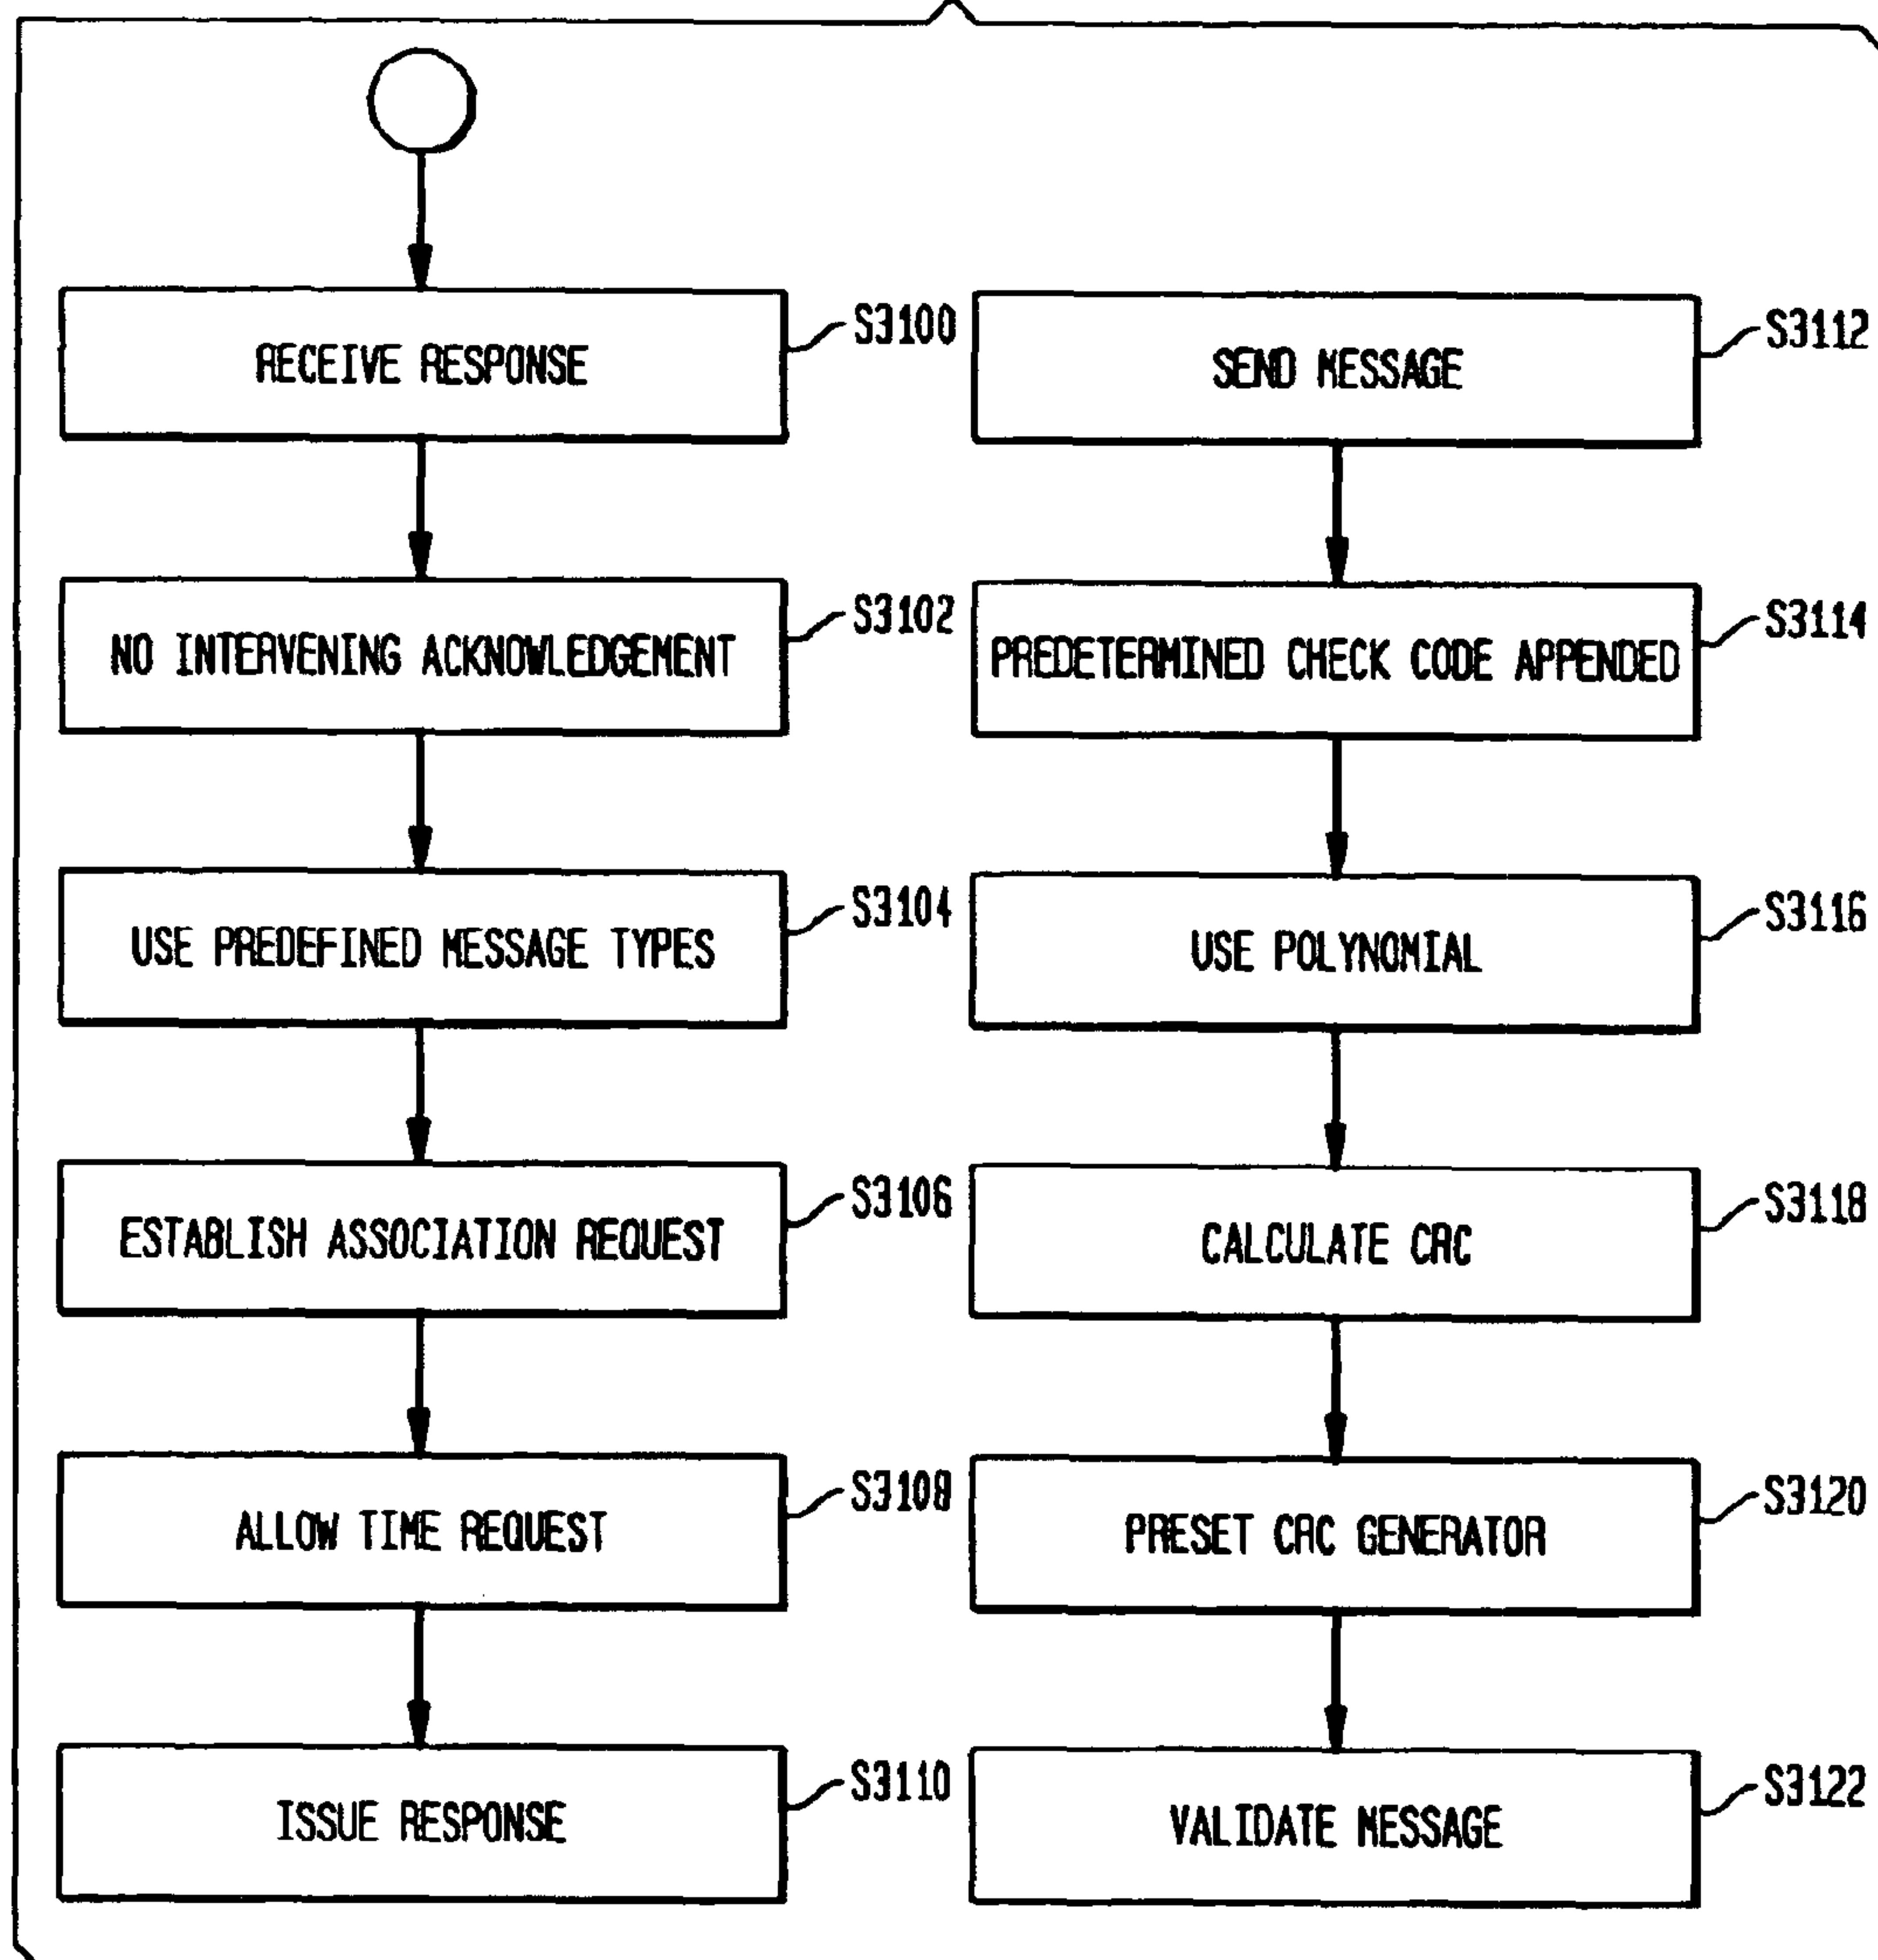 RECEIVE RESPONSE
S3100
NO INTERVENING ACKNOWLEDGEMENT
S3102
USE PREDEFINED MESSAGE TYPES
S3104
ESTABLISH ASSOCIATION REQUEST
S3106
ALLOW TIME REQUEST
S3108
ISSUE RESPONSE
S3110
SEND MESSAGE
S3112
PREDETERMINED CHECK CODE APPENDED
S3114
USE POLYNOMIAL
S3116
CALCULATE CRC
S3118
PRESET CRC GENERATOR
S3120
VALIDATE MESSAGE
S3122